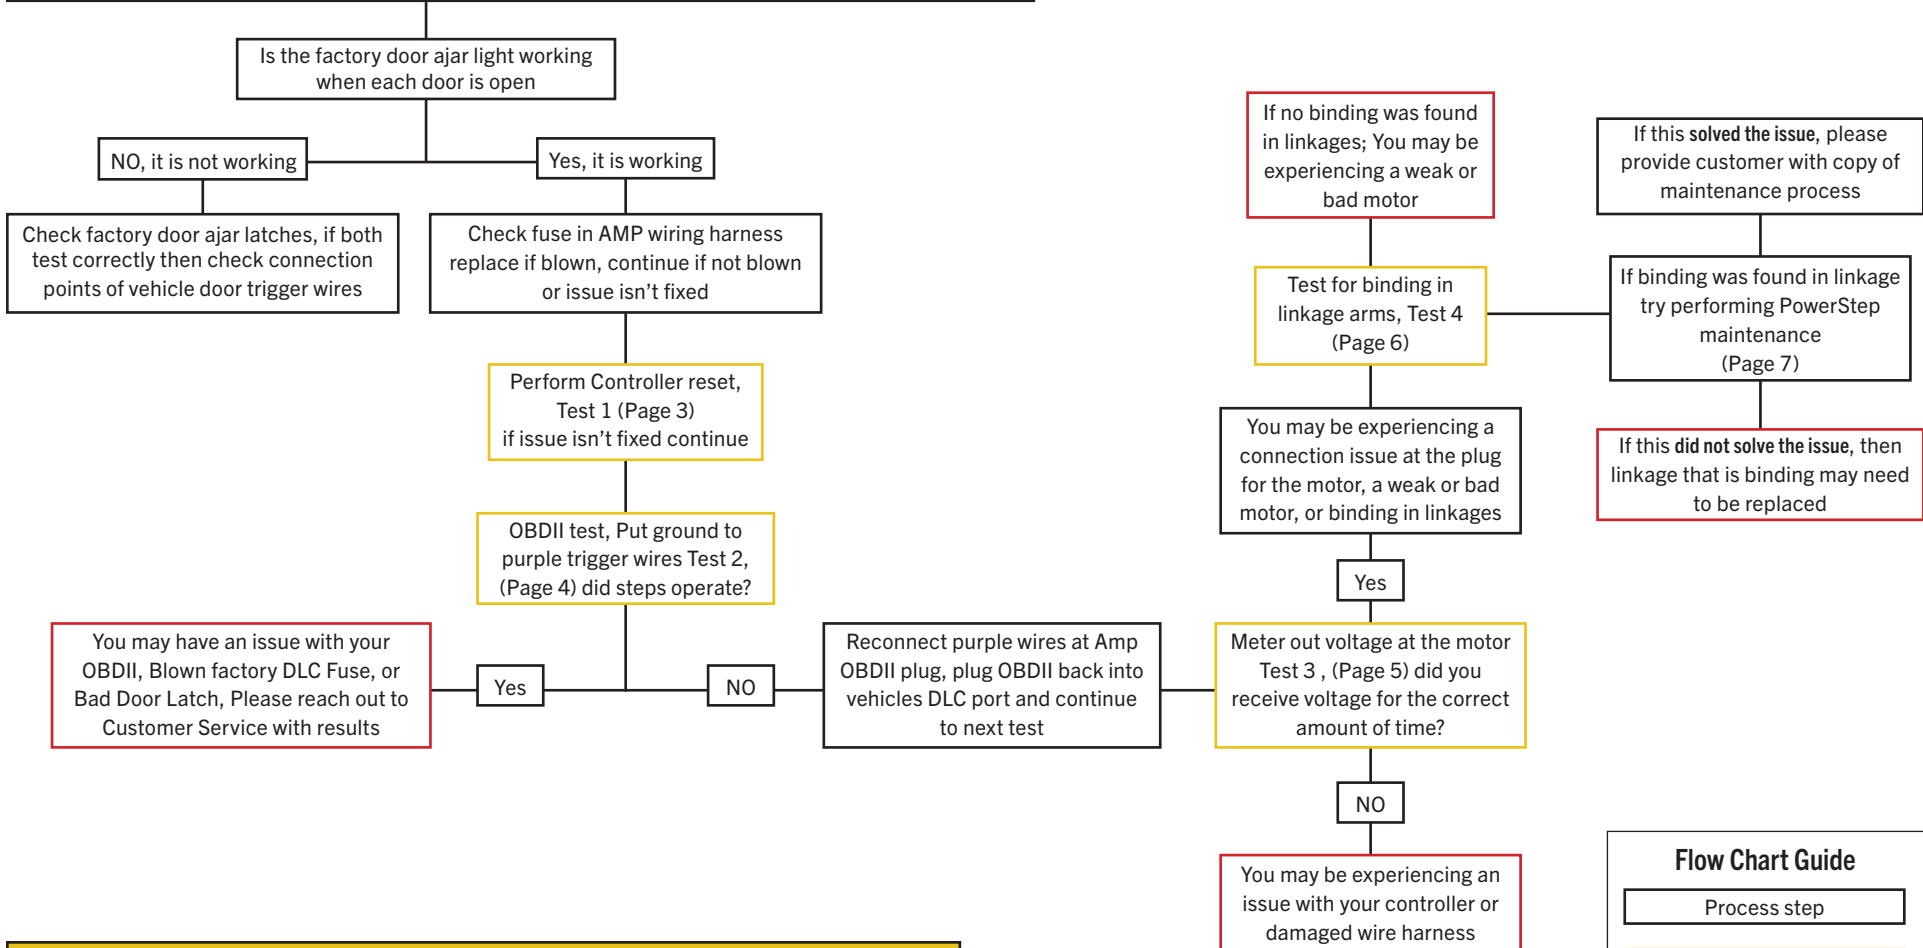 Is the factory door ajar light working
when each door is open
NO, it is not working
Yes, it is working
Check factory door ajar latches, if both
test correctly then check connection
points of vehicle door trigger wires
Check fuse in AMP wiring harness
replace if blown, continue if not blown
or issue isn't fixed
Perform Controller reset,
Test 1 (Page 3)
if issue isn't fixed continue
OBDII test, Put ground to
purple trigger wires Test 2,
(Page 4) did steps operate?
You may have an issue with your
OBDII, Blown factory DLC Fuse, or
Bad Door Latch, Please reach out to
Customer Service with results
Yes
NO
Reconnect purple wires at Amp
OBDII plug, plug OBDII back into
vehicles DLC port and continue
to next test
Meter out voltage at the motor
Test 3 , (Page 5) did you
receive voltage for the correct
amount of time?
Yes
You may be experiencing a
connection issue at the plug
for the motor, a weak or bad
motor, or binding in linkages
Test for binding in
linkage arms, Test 4
(Page 6)
If no binding was found
in linkages; You may be
experiencing a weak or
bad motor
If this solved the issue, please
provide customer with copy of
maintenance process
If binding was found in linkage
try performing PowerStep
maintenance
(Page 7)
If this did not solve the issue, then
linkage that is binding may need
to be replaced
NO
You may be experiencing an
issue with your controller or
damaged wire harness
Flow Chart Guide
Process step